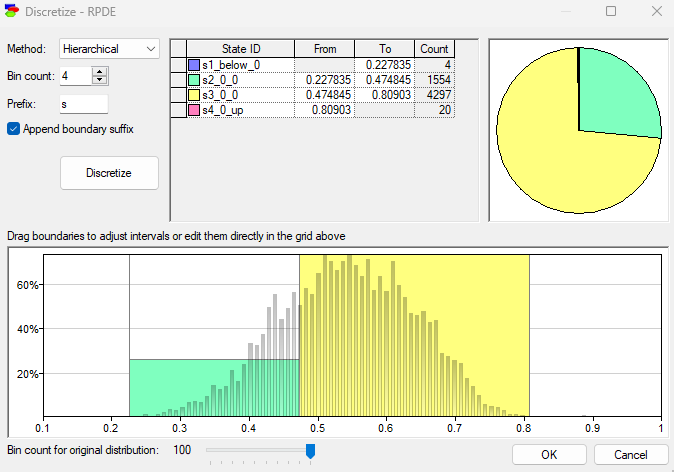 Discretize - RPDE
Method: Hierarchical
Bin count: 4
Prefix: s
Append boundary suffix
Discretize
State ID From To Count
s1_below_0 0.227835 4
s2_0_0 0.227835 0.474845 1554
s3_0_0 0.474845 0.80903 4297
s4_0_up 0.80903 20
Drag boundaries to adjust intervals or edit them directly in the grid above
60%
40%
20%
0.1 0.2 0.3 0.4 0.5 0.6 0.7 0.8 0.9 1
Bin count for original distribution: 100
OK Cancel